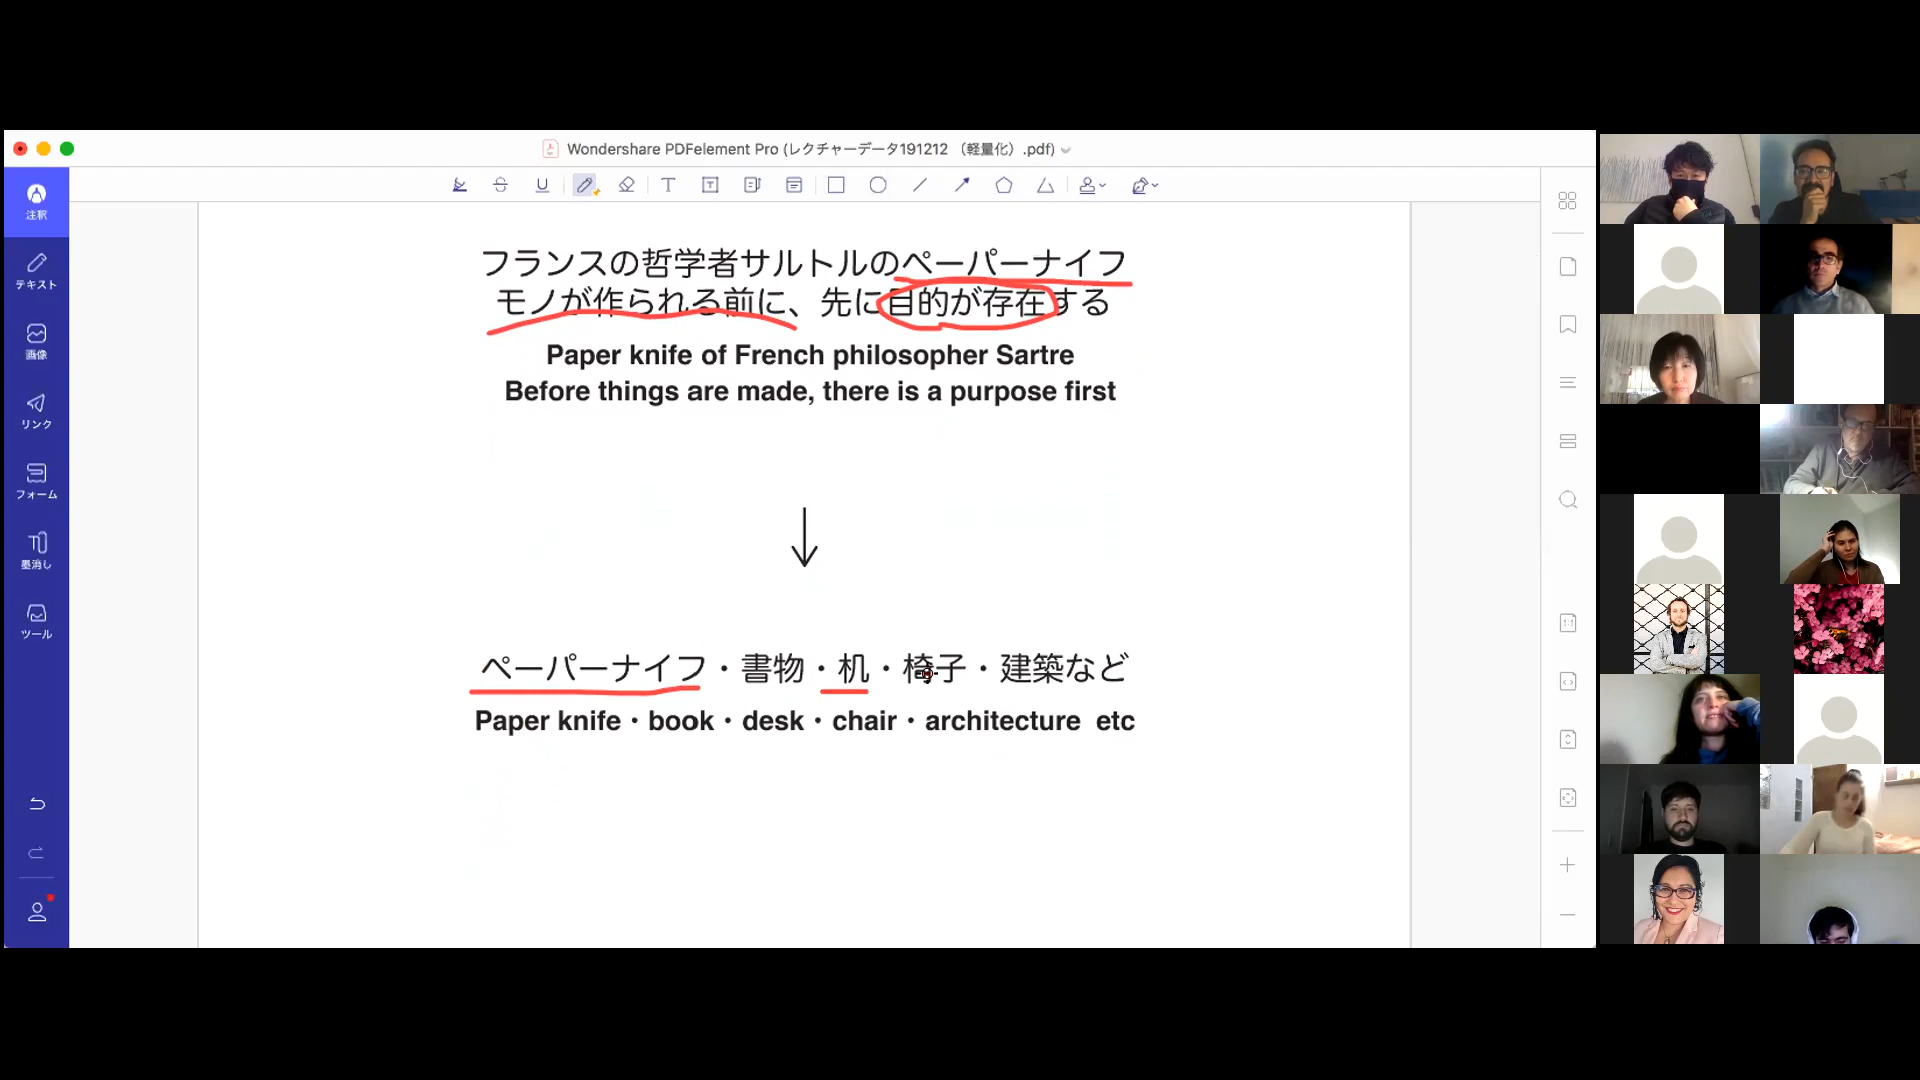 Wondershare PDFelement Pro (レクチャーデータ191212 （軽量化）.pdf)
注釈
テキスト
画像
リンク
フォーム
墨消し
ツール
フランスの哲学者サルトルのペーパーナイフ
モノが作られる前に、先に目的が存在する
Paper knife of French philosopher Sartre
Before things are made, there is a purpose first
ペーパーナイフ・書物・机・椅子・建築など
Paper knife・book・desk・chair・architecture etc